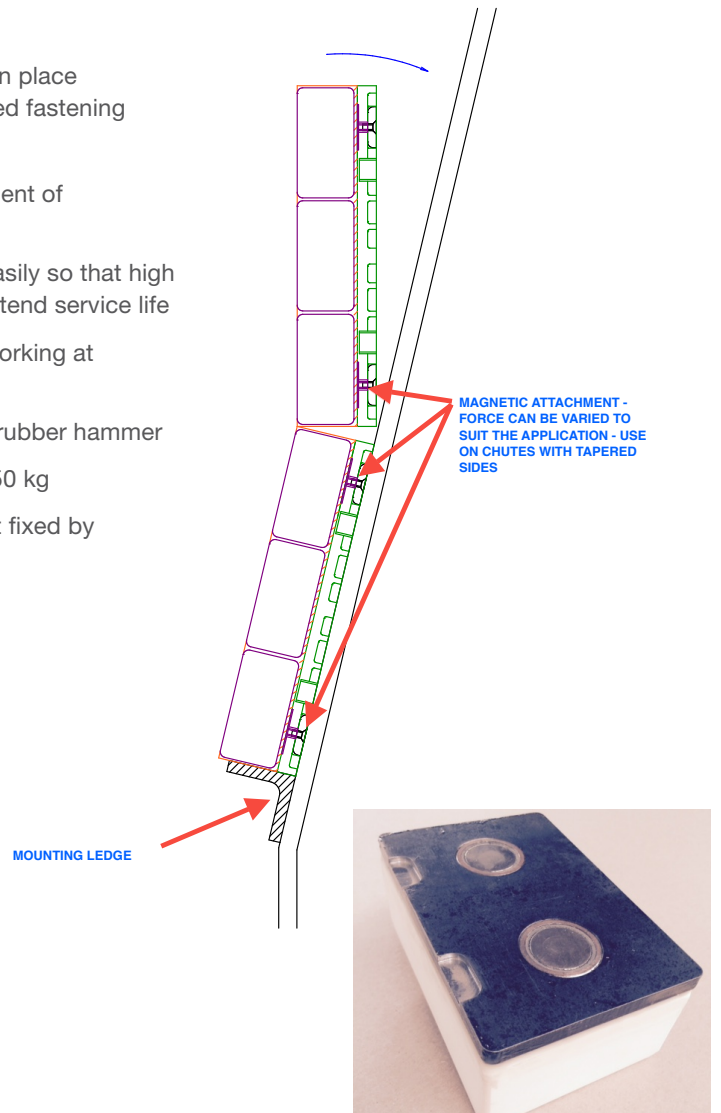 n place
ed fastening
ent of
asily so that high
tend service life
orking at
rubber hammer
50 kg
t fixed by
MAGNETIC ATTACHMENT -
FORCE CAN BE VARIED TO
SUIT THE APPLICATION - USE
ON CHUTES WITH TAPERED
SIDES
MOUNTING LEDGE